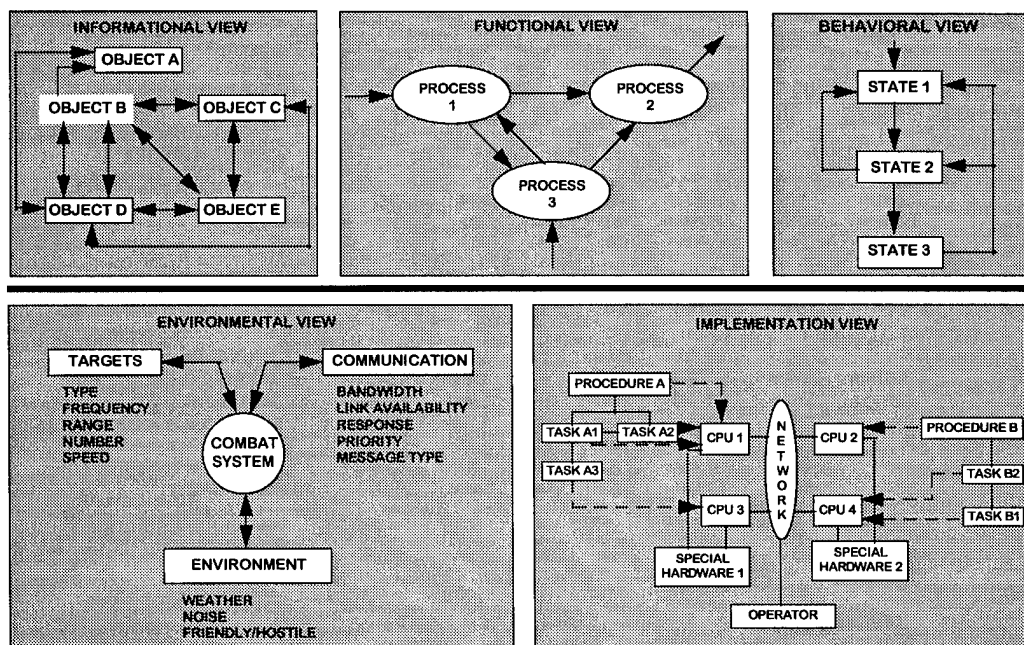 INFORMATIONAL VIEW
OBJECT A
OBJECT B
OBJECT C
OBJECT D
OBJECT E
FUNCTIONAL VIEW
PROCESS
1
PROCESS
2
PROCESS
3
BEHAVIORAL VIEW
STATE 1
STATE 2
STATE 3
ENVIRONMENTAL VIEW
TARGETS
TYPE
FREQUENCY
RANGE
NUMBER
SPEED
COMMUNICATION
BANDWIDTH
LINK AVAILABILITY
RESPONSE
PRIORITY
MESSAGE TYPE
COMBAT
SYSTEM
ENVIRONMENT
WEATHER
NOISE
FRIENDLY/HOSTILE
IMPLEMENTATION VIEW
PROCEDURE A
TASK A1
TASK A2
TASK A3
CPU 1
CPU 2
CPU 3
CPU 4
NETWORK
PROCEDURE B
TASK B2
TASK B1
SPECIAL
HARDWARE 1
SPECIAL
HARDWARE 2
OPERATOR